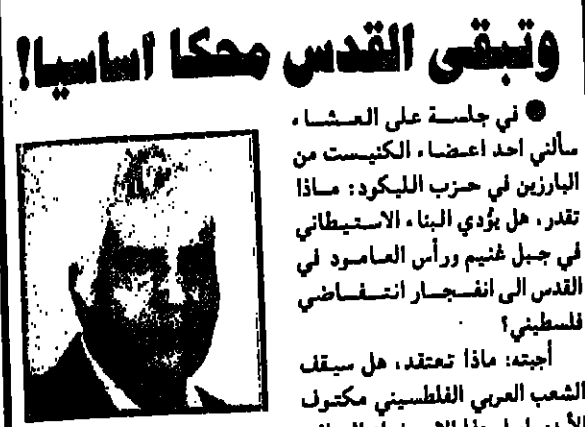 وتبقى القدس محكا اساسيا!
● في جلسة على العشاء
سألني احد اعضاء الكنيست من
البارزين في حزب الليكود: ماذا
تقدر، هل يؤدي البناء الاستيطاني
في جبل غنيم ورأس العامود في
القدس الى انفجار انتفاضي
فلسطيني؟
أجبته: ماذا تعتقد، هل سيقف
الشعب العربي الفلطسيني مكتوف